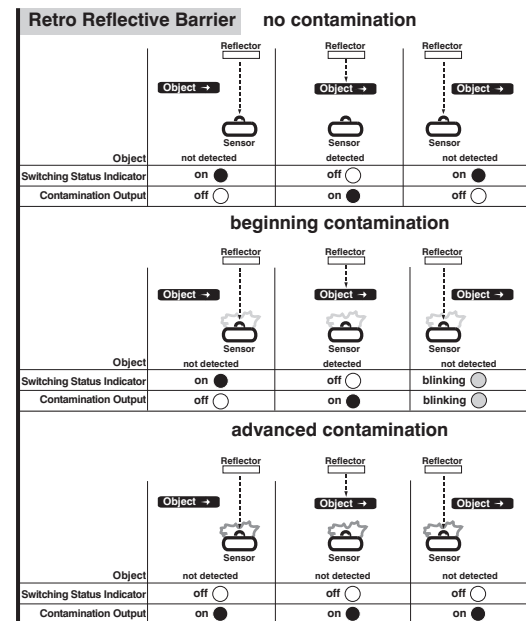 Retro Reflective Barrier no contamination
Reflector Reflector Reflector
Object → Object → Object →
Sensor Sensor Sensor
Object not detected detected not detected
Switching Status Indicator on off on
Contamination Output off on off
beginning contamination
Reflector Reflector Reflector
Object → Object → Object →
Sensor Sensor Sensor
Object not detected detected not detected
Switching Status Indicator on off blinking
Contamination Output off on blinking
advanced contamination
Reflector Reflector Reflector
Object → Object → Object →
Sensor Sensor Sensor
Object not detected not detected not detected
Switching Status Indicator off off off
Contamination Output on on on